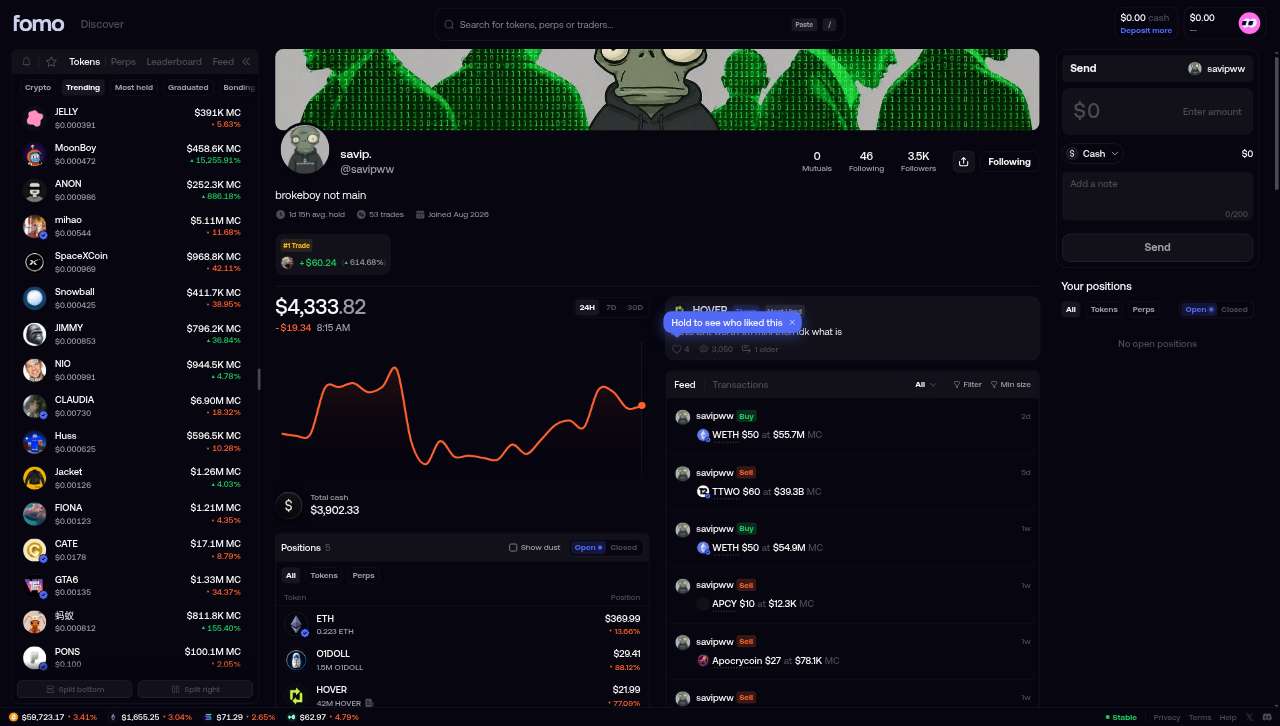 fomo
Discover
Search for tokens, perps or traders...
Paste
/
$0.00 cash
Deposit more
$0.00
—
Tokens Perps Leaderboard Feed
Crypto Trending Most held Graduated Bonding
JELLY $391K MC
$0.000391 5.63%
MoonBoy $458.6K MC
$0.000472 15,255.91%
ANON $252.3K MC
$0.000986 886.18%
mihao $5.11M MC
$0.00544 11.68%
SpaceXCoin $968.8K MC
$0.000969 42.11%
Snowball $411.7K MC
$0.000425 38.95%
JIMMY $796.2K MC
$0.000853 36.84%
NIO $944.5K MC
$0.000991 4.78%
CLAUDIA $6.90M MC
$0.00730 18.32%
Huss $596.5K MC
$0.000625 10.28%
Jacket $1.26M MC
$0.00126 4.03%
FIONA $1.21M MC
$0.00123 4.35%
CATE $17.1M MC
$0.0178 8.79%
GTA6 $1.33M MC
$0.00135 34.37%
蚂蚁 $811.8K MC
$0.000812 155.40%
PONS $100.1M MC
$0.100 2.05%
Split bottom Split right
savip.
@savipww
0 46 3.5K
Mutuals Following Followers
Following
brokeboy not main
1d 15h avg. hold 53 trades Joined Aug 2026
#1 Trade
+$60.24 614.68%
$4,333.82
24H 7D 30D
-$19.34 8:15 AM
Total cash
$3,902.33
Positions 5
Show dust
Open Closed
All Tokens Perps
Token Position
ETH $369.99
0.223 ETH 13.66%
O1DOLL $29.41
1.5M O1DOLL 88.12%
HOVER $21.99
42M HOVER 77.09%
HOVER
Hold to see who liked this ×
idk what is
4 3,050 1 older
Feed Transactions
All Filter Min size
savipww Buy 2d
WETH $50 at $55.7M MC
savipww Sell 5d
TTWO $60 at $39.3B MC
savipww Buy 1w
WETH $50 at $54.9M MC
savipww Sell 1w
APCY $10 at $12.3K MC
savipww Sell 1w
Apocrycoin $27 at $78.1K MC
savipww Sell 1w
Send savipww
$0 Enter amount
$ Cash $0
Add a note
0/200
Send
Your positions
All Tokens Perps Open Closed
No open positions
$59,723.17 3.41% $1,655.25 3.04% $71.29 2.65% $62.97 4.79%
Stable Privacy Terms Help